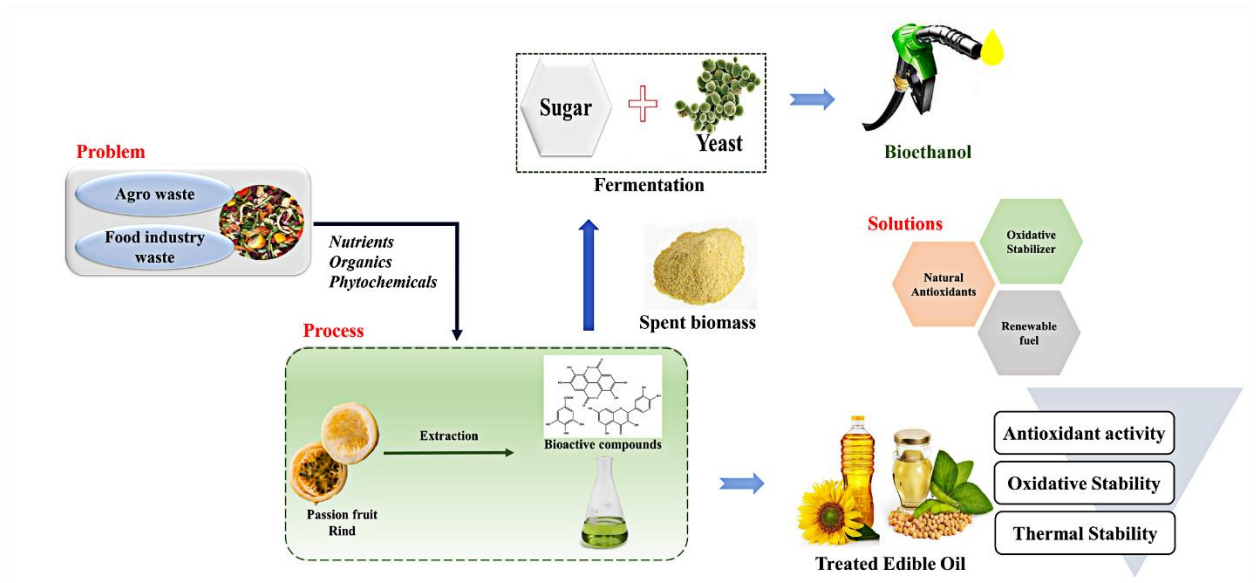 Problem
Agro waste
Food industry
waste
Nutrients
Organics
Phytochemicals
Process
Passion fruit
Rind
Extraction
Bioactive compounds
Spent biomass
Sugar
Yeast
Fermentation
Bioethanol
Solutions
Oxidative
Stabilizer
Natural
Antioxidants
Renewable
fuel
Treated Edible Oil
Antioxidant activity
Oxidative Stability
Thermal Stability